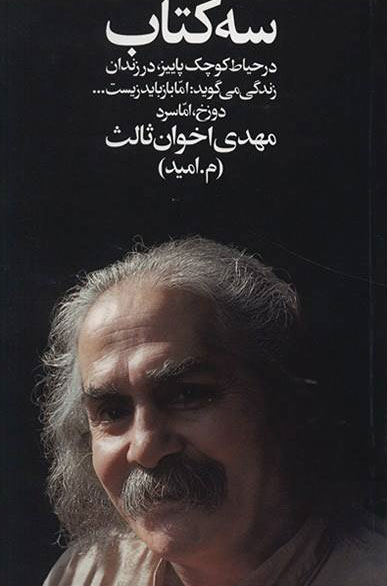 سه کتاب
در حیاط کوچک پاییز، در زندان
زندگی می‌گوید: اما باز باید زیست...
دوزخ، اما سرد
مهدی اخوان ثالث
(م.امید)